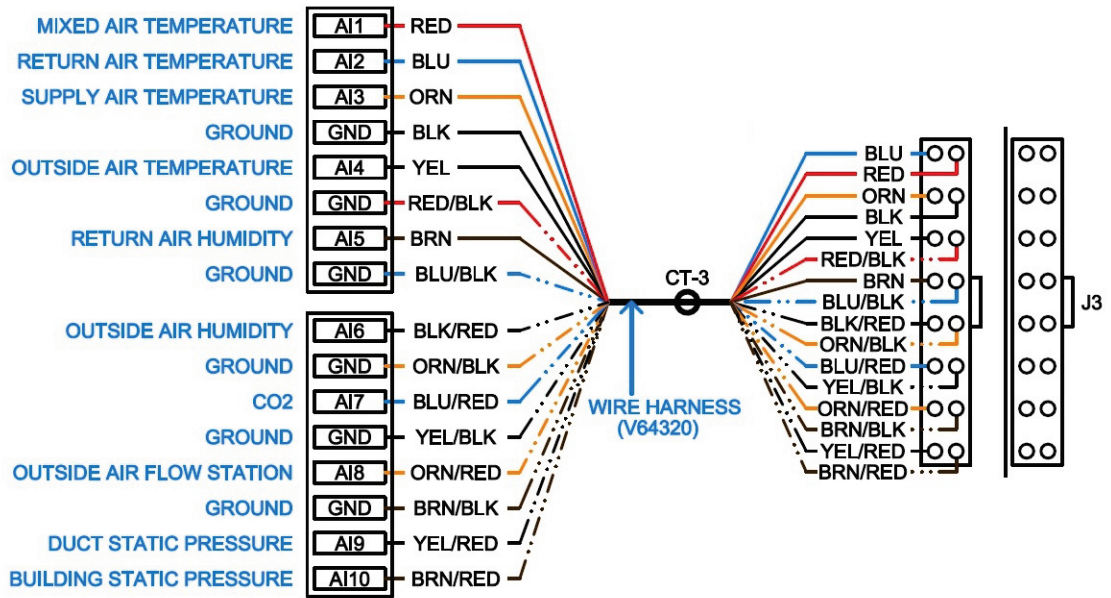 MIXED AIR TEMPERATURE AI1 RED
RETURN AIR TEMPERATURE AI2 BLU
SUPPLY AIR TEMPERATURE AI3 ORN
GROUND GND BLK
OUTSIDE AIR TEMPERATURE AI4 YEL
GROUND GND RED/BLK
RETURN AIR HUMIDITY AI5 BRN
GROUND GND BLU/BLK
OUTSIDE AIR HUMIDITY AI6 BLK/RED
GROUND GND ORN/BLK
CO2 AI7 BLU/RED
GROUND GND YEL/BLK
OUTSIDE AIR FLOW STATION AI8 ORN/RED
GROUND GND BRN/BLK
DUCT STATIC PRESSURE AI9 YEL/RED
BUILDING STATIC PRESSURE AI10 BRN/RED
WIRE HARNESS
(V64320)
CT-3
BLU
RED
ORN
BLK
YEL
RED/BLK
BRN
BLU/BLK
BLK/RED
ORN/BLK
BLU/RED
YEL/BLK
ORN/RED
BRN/BLK
YEL/RED
BRN/RED
J3